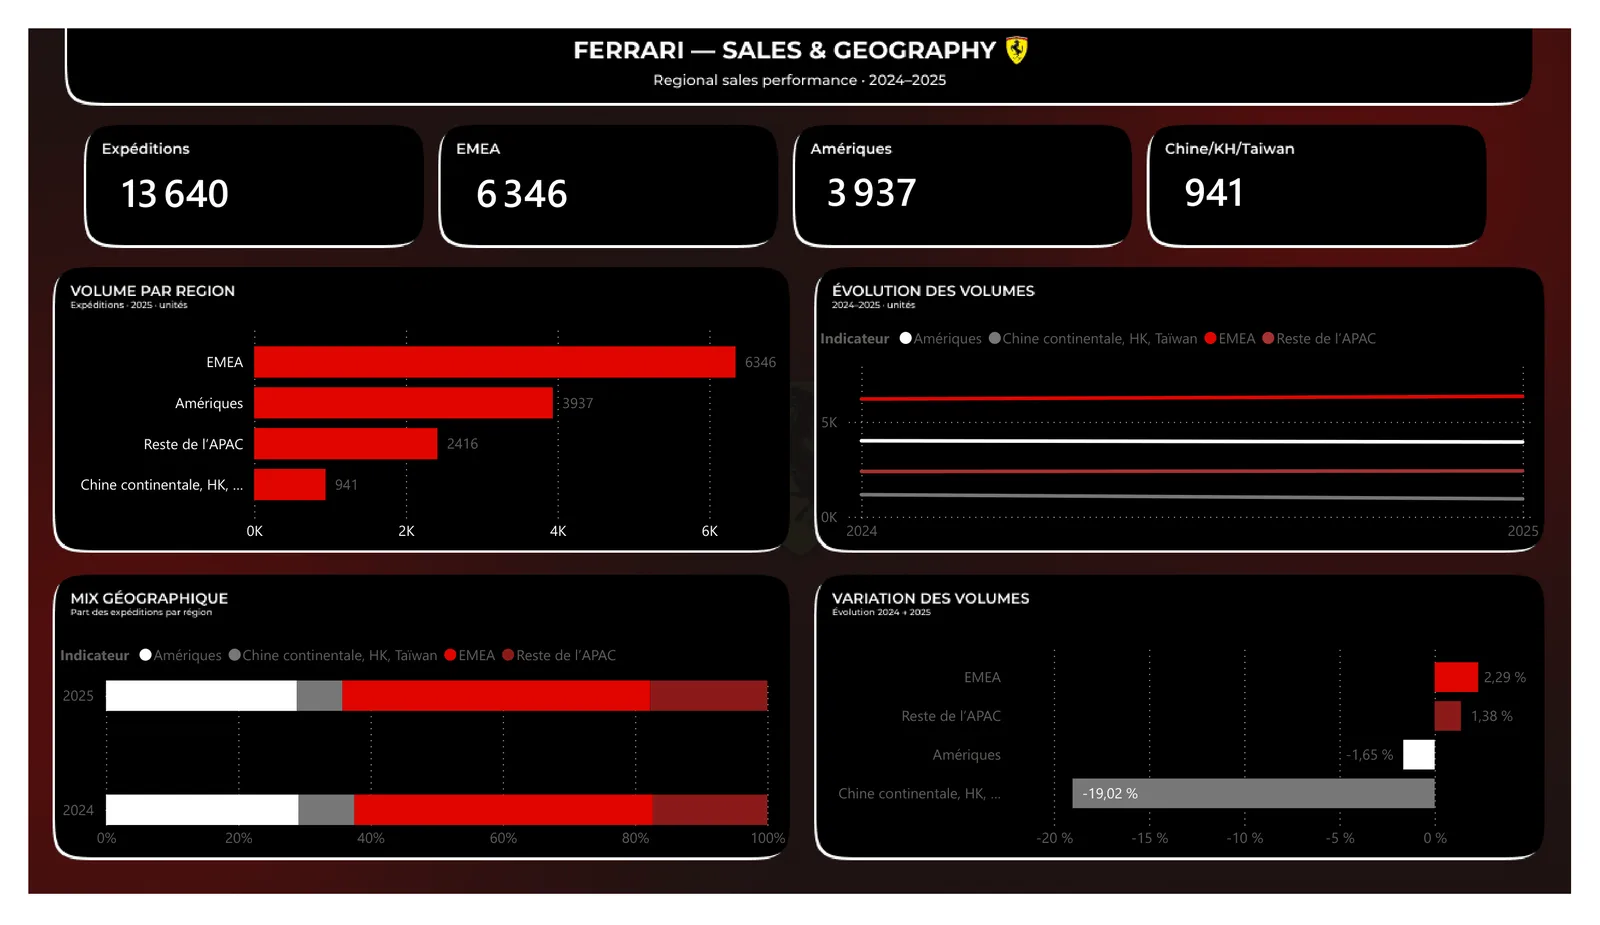 FERRARI — SALES & GEOGRAPHY
Regional sales performance · 2024–2025
Expéditions
13 640
EMEA
6 346
Amériques
3 937
Chine/KH/Taiwan
941
VOLUME PAR REGION
Expéditions · 2025 · unités
EMEA
6346
Amériques
3937
Reste de l’APAC
2416
Chine continentale, HK, ...
941
0K 2K 4K 6K
ÉVOLUTION DES VOLUMES
2024–2025 · unités
Indicateur Amériques Chine continentale, HK, Taïwan EMEA Reste de l’APAC
5K
0K
2024 2025
MIX GÉOGRAPHIQUE
Part des expéditions par région
Indicateur Amériques Chine continentale, HK, Taïwan EMEA Reste de l’APAC
2025
2024
0% 20% 40% 60% 80% 100%
VARIATION DES VOLUMES
Évolution 2024 → 2025
EMEA 2,29 %
Reste de l’APAC 1,38 %
Amériques -1,65 %
Chine continentale, HK, ... -19,02 %
-20 % -15 % -10 % -5 % 0 %